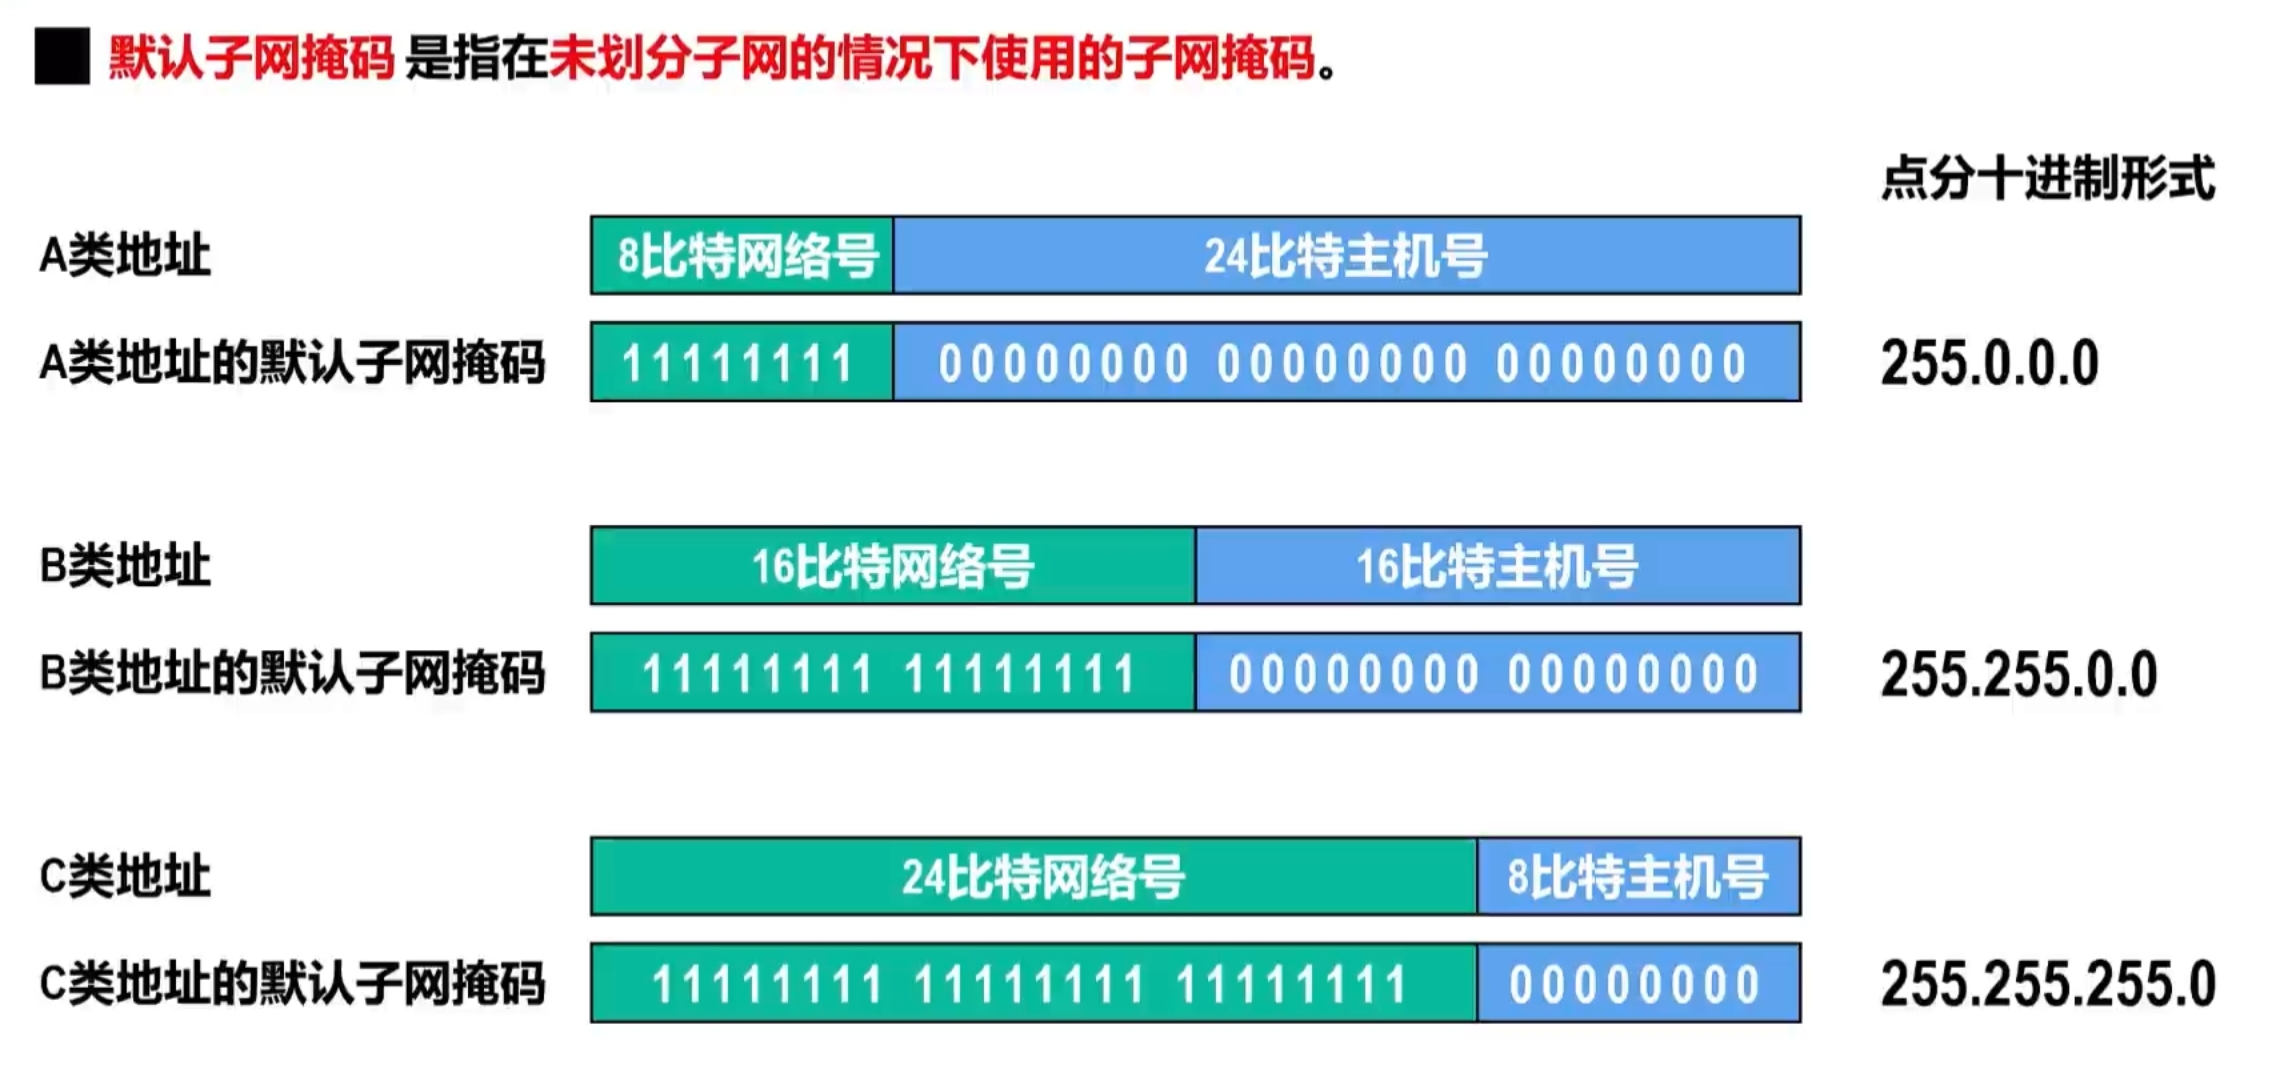 默认子网掩码 是指在未划分子网的情况下使用的子网掩码。
点分十进制形式
A类地址 8比特网络号 24比特主机号
A类地址的默认子网掩码 11111111 00000000 00000000 00000000 255.0.0.0
B类地址 16比特网络号 16比特主机号
B类地址的默认子网掩码 11111111 11111111 00000000 00000000 255.255.0.0
C类地址 24比特网络号 8比特主机号
C类地址的默认子网掩码 11111111 11111111 11111111 00000000 255.255.255.0